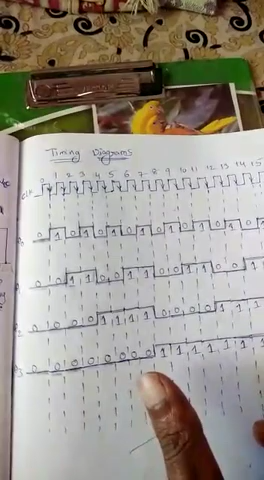 Timing Diagrams
0 1 2 3 4 5 6 7 8 9 10 11 12 13 14 15
clk
0 1 0 1 0 1 0 1 0 1 0 1 0 1 0
0 0 1 1 0 0 1 1 0 0 1 1 0 0 1
0 0 0 0 1 1 1 1 0 0 0 0 1 1 1
0 0 0 0 0 0 0 0 1 1 1 1 1 1 1